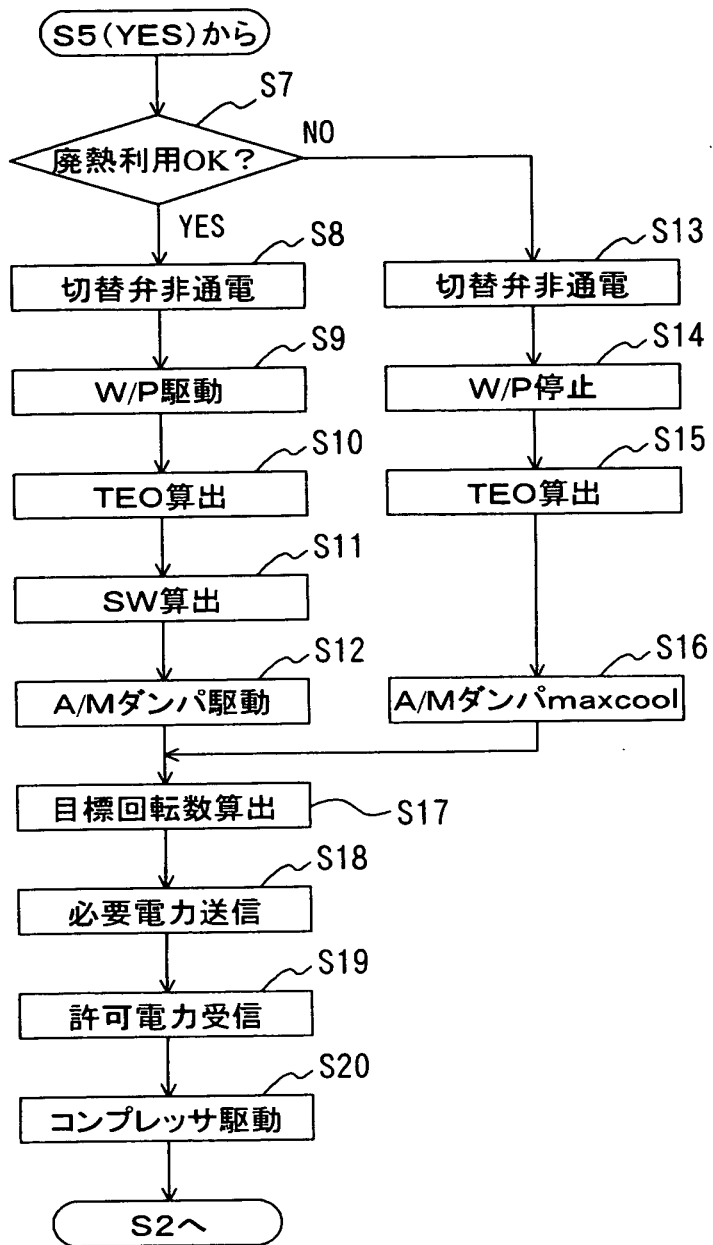 S5(YES)から
S7
廃熱利用OK?
NO
YES
S8
切替弁非通電
S9
W/P駆動
S10
TEO算出
S11
SW算出
S12
A/Mダンパ駆動
S13
切替弁非通電
S14
W/P停止
S15
TEO算出
S16
A/Mダンパmaxcool
目標回転数算出
S17
S18
必要電力送信
S19
許可電力受信
S20
コンプレッサ駆動
S2へ